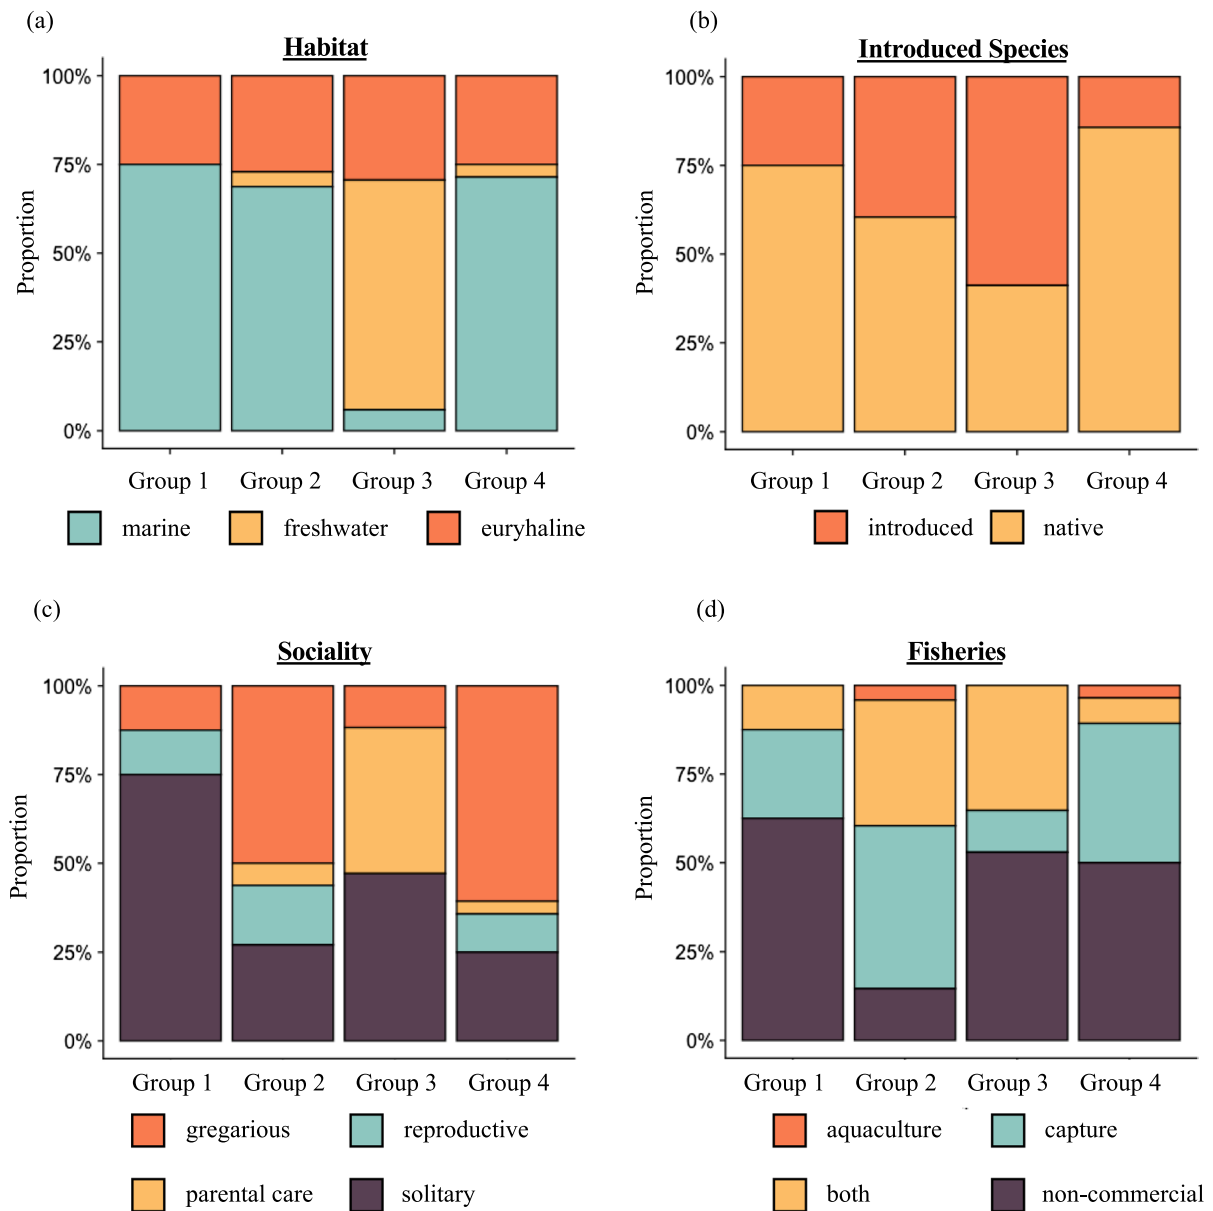 (a)
Habitat
100%
75%
50%
25%
0%
Proportion
Group 1 Group 2 Group 3 Group 4
marine freshwater euryhaline
(b)
Introduced Species
100%
75%
50%
25%
0%
Proportion
Group 1 Group 2 Group 3 Group 4
introduced native
(c)
Sociality
100%
75%
50%
25%
0%
Proportion
Group 1 Group 2 Group 3 Group 4
gregarious reproductive
parental care solitary
(d)
Fisheries
100%
75%
50%
25%
0%
Proportion
Group 1 Group 2 Group 3 Group 4
aquaculture capture
both non-commercial